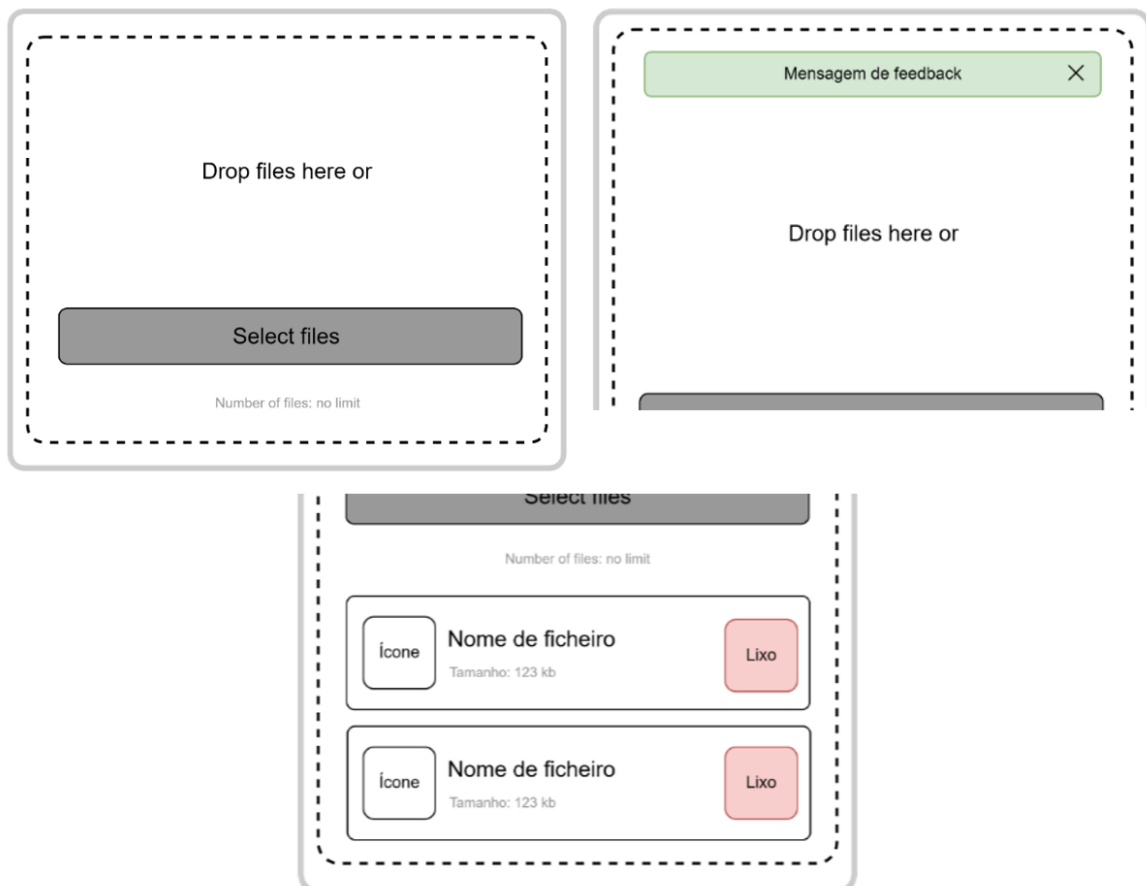 Drop files here or
Select files
Number of files: no limit
Mensagem de feedback
Drop files here or
Select files
Number of files: no limit
Ícone
Nome de ficheiro
Tamanho: 123 kb
Lixo
Ícone
Nome de ficheiro
Tamanho: 123 kb
Lixo